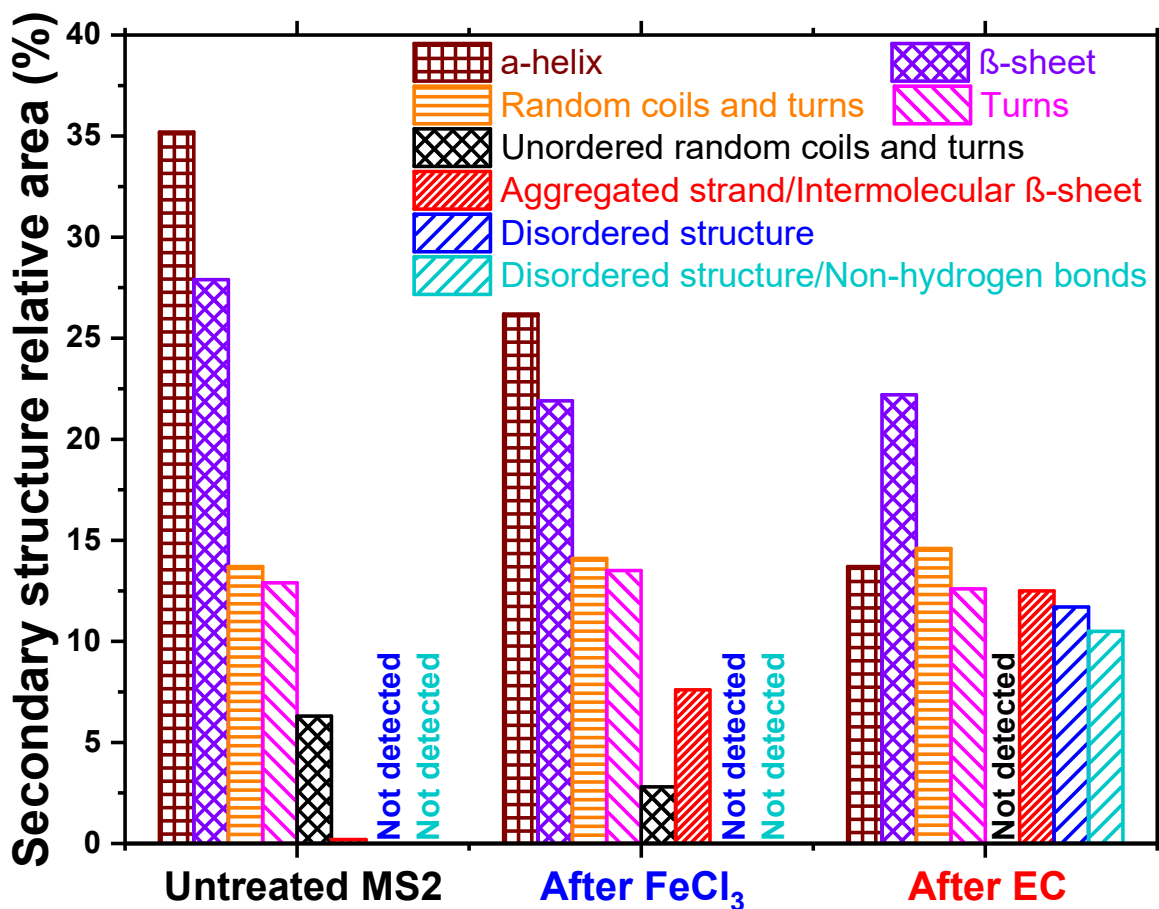 Secondary structure relative area (%)
40
35
30
25
20
15
10
5
0
a-helix
ß-sheet
Random coils and turns
Turns
Unordered random coils and turns
Aggregated strand/Intermolecular ß-sheet
Disordered structure
Disordered structure/Non-hydrogen bonds
Not detected
Not detected
Not detected
Not detected
Not detected
Untreated MS2
After FeCl₃
After EC